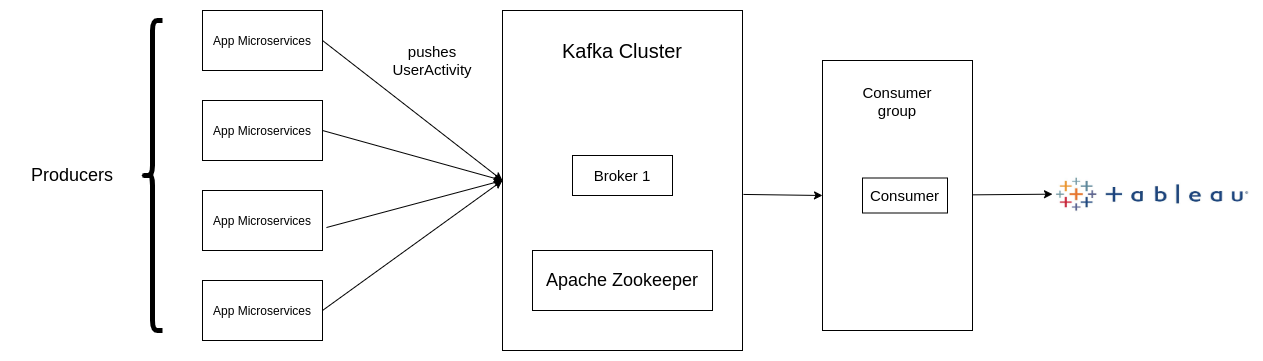 Producers
App Microservices
App Microservices
App Microservices
App Microservices
pushes
UserActivity
Kafka Cluster
Broker 1
Apache Zookeeper
Consumer
group
Consumer
+ableau